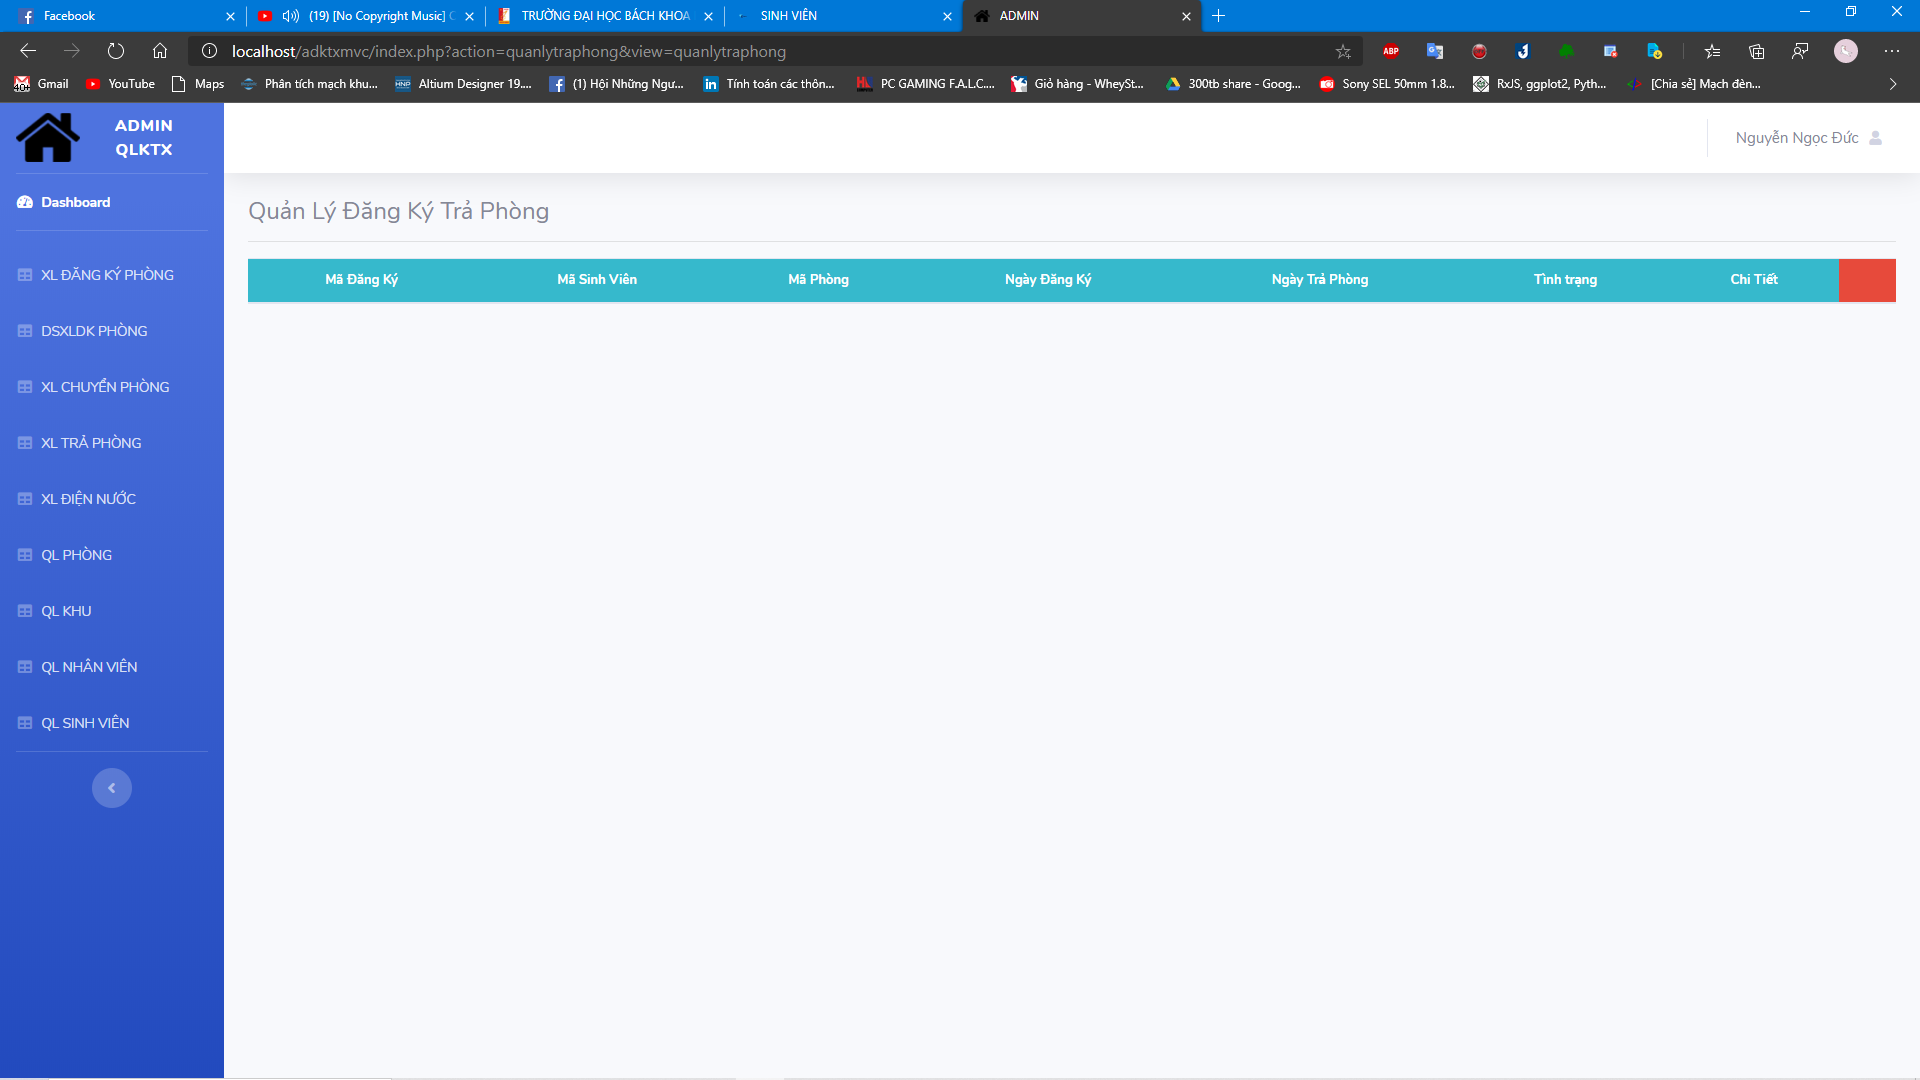 Facebook
(19) [No Copyright Music] C
TRƯỜNG ĐẠI HỌC BÁCH KHOA
SINH VIÊN
ADMIN
localhost/adktxmvc/index.php?action=quanlytraphong&view=quanlytraphong
ABP
Gmail
YouTube
Maps
Phân tích mạch khu...
Altium Designer 19....
(1) Hội Những Ngư...
Tính toán các thôn...
PC GAMING F.A.L.C....
Giỏ hàng - WheySt...
300tb share - Goog...
Sony SEL 50mm 1.8...
RxJS, ggplot2, Pyth...
[Chia sẻ] Mạch đèn...
ADMIN
QLKTX
Nguyễn Ngọc Đức
Dashboard
XL ĐĂNG KÝ PHÒNG
DSXLDK PHÒNG
XL CHUYỂN PHÒNG
XL TRẢ PHÒNG
XL ĐIỆN NƯỚC
QL PHÒNG
QL KHU
QL NHÂN VIÊN
QL SINH VIÊN
Quản Lý Đăng Ký Trả Phòng
Mã Đăng Ký
Mã Sinh Viên
Mã Phòng
Ngày Đăng Ký
Ngày Trả Phòng
Tình trạng
Chi Tiết